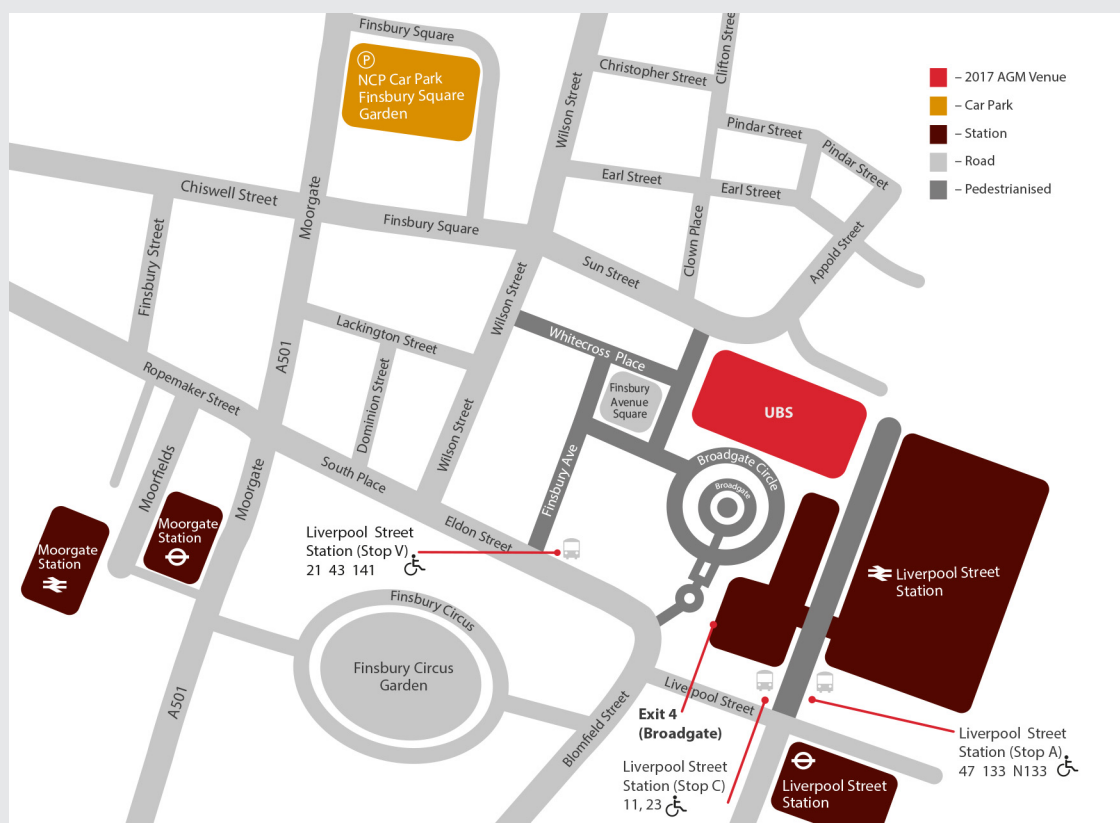 Finsbury Square
P
NCP Car Park
Finsbury Square
Garden
Wilson Street
Christopher Street
Clifton Street
– 2017 AGM Venue
– Car Park
– Station
– Road
– Pedestrianised
Pindar Street
Pindar Street
Earl Street
Earl Street
Chiswell Street
Moorgate
Finsbury Square
Finsbury Street
Clown Place
Appold Street
Sun Street
Wilson Street
Lackington Street
A501
Whitecross Place
Ropemaker Street
Dominion Street
Finsbury
Avenue
Square
UBS
Wilson Street
Moorfields
Moorgate
South Place
Broadgate Circle
Broadgate
Finsbury Ave
Eldon Street
Moorgate
Station
Moorgate
Station
Liverpool Street
Station (Stop V)
21 43 141
Liverpool Street
Station
Finsbury Circus
Finsbury Circus
Garden
A501
Blomfield Street
Liverpool Street
Exit 4
(Broadgate)
Liverpool Street
Station (Stop C)
11, 23
Liverpool Street
Station
Liverpool Street
Station (Stop A)
47 133 N133